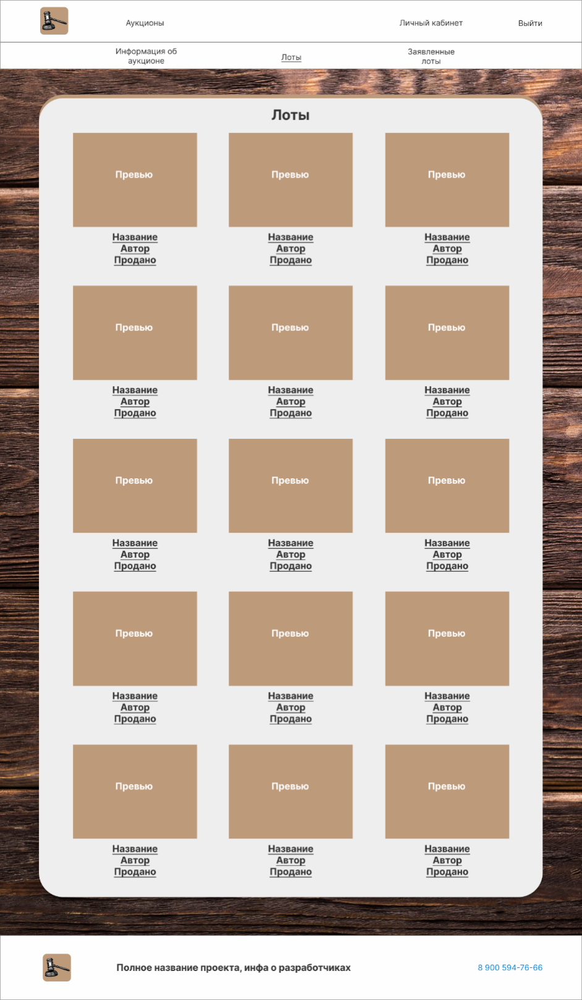 Аукционы
Личный кабинет
Выйти
Информация об
аукционе
Лоты
Заявленные
лоты
Лоты
Превью
Превью
Превью
Название
Автор
Продано
Название
Автор
Продано
Название
Автор
Продано
Превью
Превью
Превью
Название
Автор
Продано
Название
Автор
Продано
Название
Автор
Продано
Превью
Превью
Превью
Название
Автор
Продано
Название
Автор
Продано
Название
Автор
Продано
Превью
Превью
Превью
Название
Автор
Продано
Название
Автор
Продано
Название
Автор
Продано
Превью
Превью
Превью
Название
Автор
Продано
Название
Автор
Продано
Название
Автор
Продано
Полное название проекта, инфа о разработчиках
8 900 594-76-66